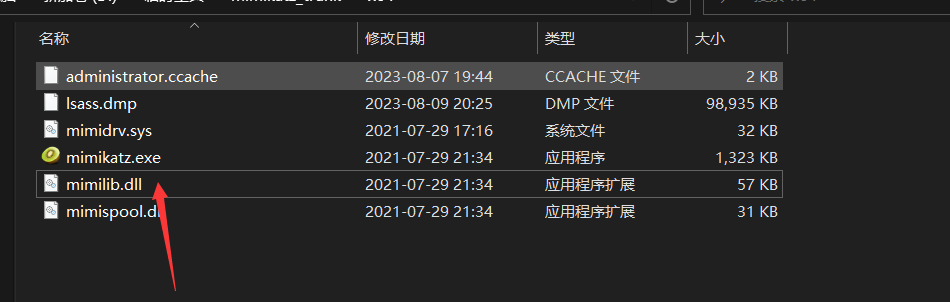 名称 修改日期 类型 大小
administrator.ccache 2023-08-07 19:44 CCACHE 文件 2 KB
lsass.dmp 2023-08-09 20:25 DMP 文件 98,935 KB
mimidrv.sys 2021-07-29 17:16 系统文件 32 KB
mimikatz.exe 2021-07-29 21:34 应用程序 1,323 KB
mimilib.dll 2021-07-29 21:34 应用程序扩展 57 KB
mimispool.dl 2021-07-29 21:34 应用程序扩展 31 KB